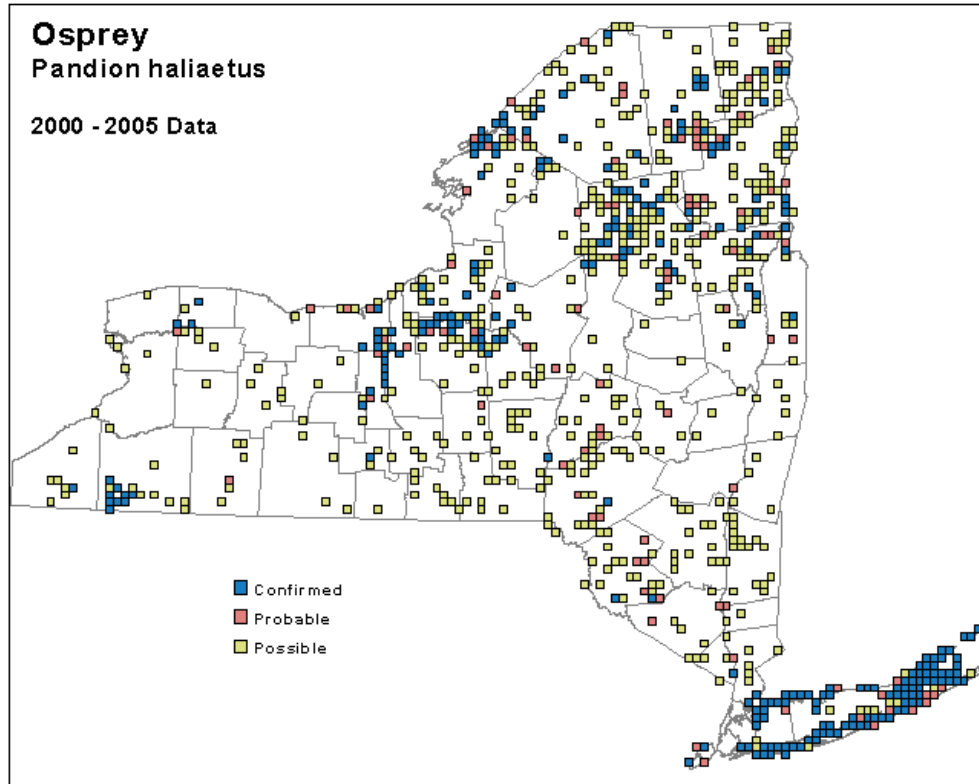 Osprey
Pandion haliaetus
2000 - 2005 Data
Confirmed
Probable
Possible